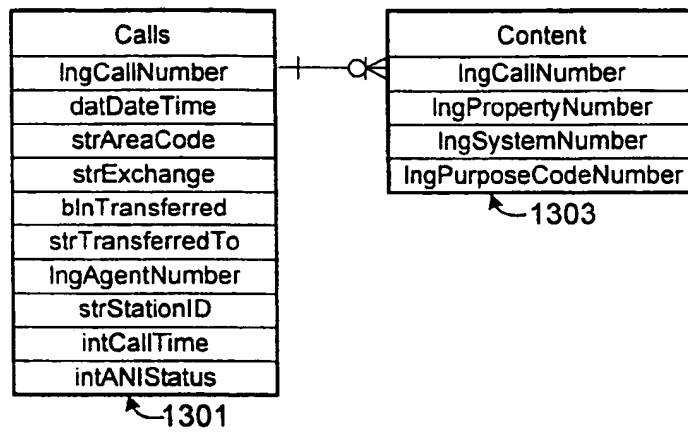 Calls
lngCallNumber
datDateTime
strAreaCode
strExchange
blnTransferred
strTransferredTo
lngAgentNumber
strStationID
intCallTime
intANIStatus
1301
Content
lngCallNumber
lngPropertyNumber
lngSystemNumber
lngPurposeCodeNumber
1303